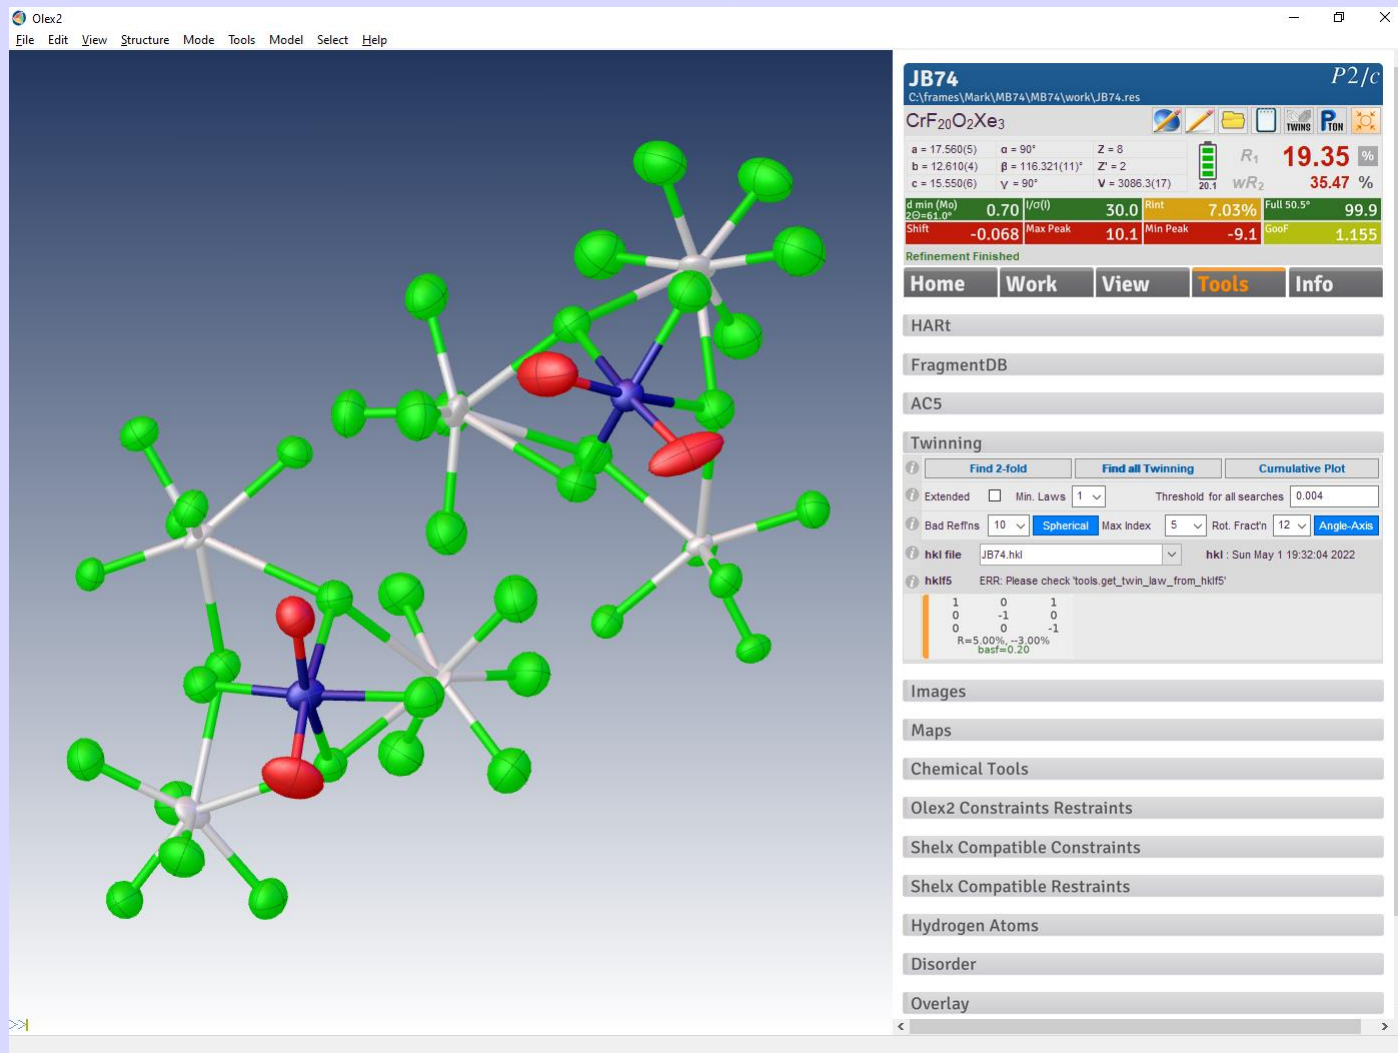 Olex2
File Edit View Structure Mode Tools Model Select Help
JB74 P2/c
C:\frames\Mark\MB74\MB74\work\JB74.res
CrF20O2Xe3 TWINS PLATON
a = 17.560(5) α = 90° Z = 8
b = 12.610(4) β = 116.321(11)° Z' = 2
c = 15.550(6) γ = 90° V = 3086.3(17)
20.1
R1 19.35 %
wR2 35.47 %
d min (Mo) 2Θ=61.0° 0.70 I/σ(I) 30.0 Rint 7.03% Full 50.5° 99.9
Shift -0.068 Max Peak 10.1 Min Peak -9.1 GooF 1.155
Refinement Finished
Home Work View Tools Info
HARt
FragmentDB
AC5
Twinning
Find 2-fold Find all Twinning Cumulative Plot
Extended Min. Laws 1 Threshold for all searches 0.004
Bad Refl'ns 10 Spherical Max Index 5 Rot. Fract'n 12 Angle-Axis
hkl file JB74.hkl hkl : Sun May 1 19:32:04 2022
hklf5 ERR: Please check 'tools.get_twin_law_from_hklf5'
1 0 1
0 -1 0
0 0 -1
R=5.00%, --3.00%
basf=0.20
Images
Maps
Chemical Tools
Olex2 Constraints Restraints
Shelx Compatible Constraints
Shelx Compatible Restraints
Hydrogen Atoms
Disorder
Overlay
>>